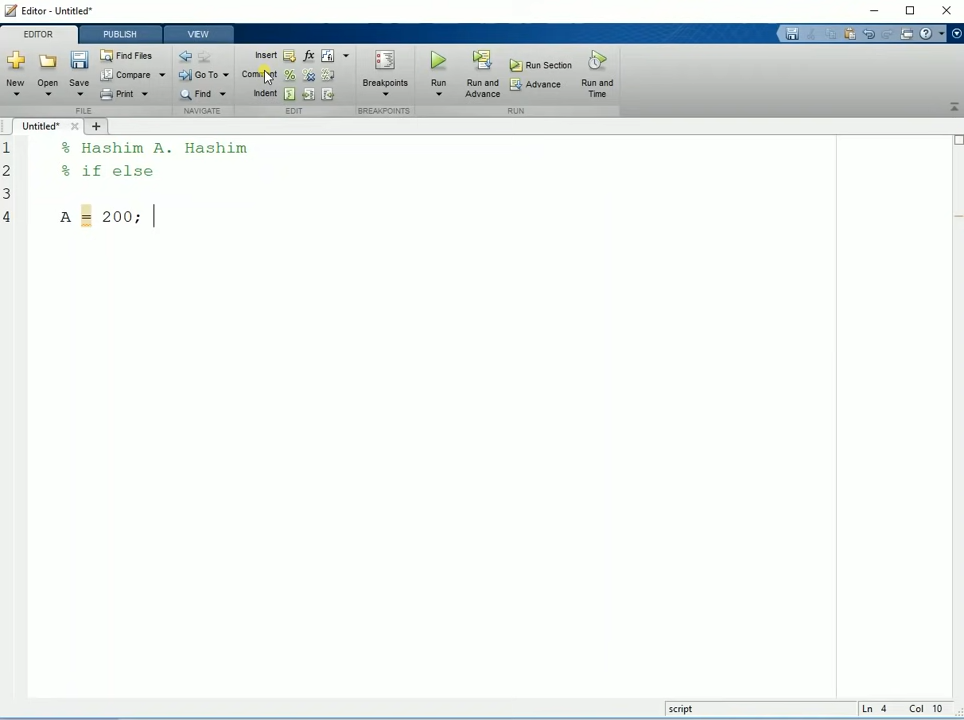 Editor - Untitled*
EDITOR PUBLISH VIEW
New Open Save Find Files Compare Print
Go To Find
Insert fx
Comment
Indent
Breakpoints Run Run and Advance Run Section Advance Run and Time
FILE NAVIGATE EDIT BREAKPOINTS RUN
Untitled* +
1 % Hashim A. Hashim
2 % if else
3
4 A = 200;
script Ln 4 Col 10